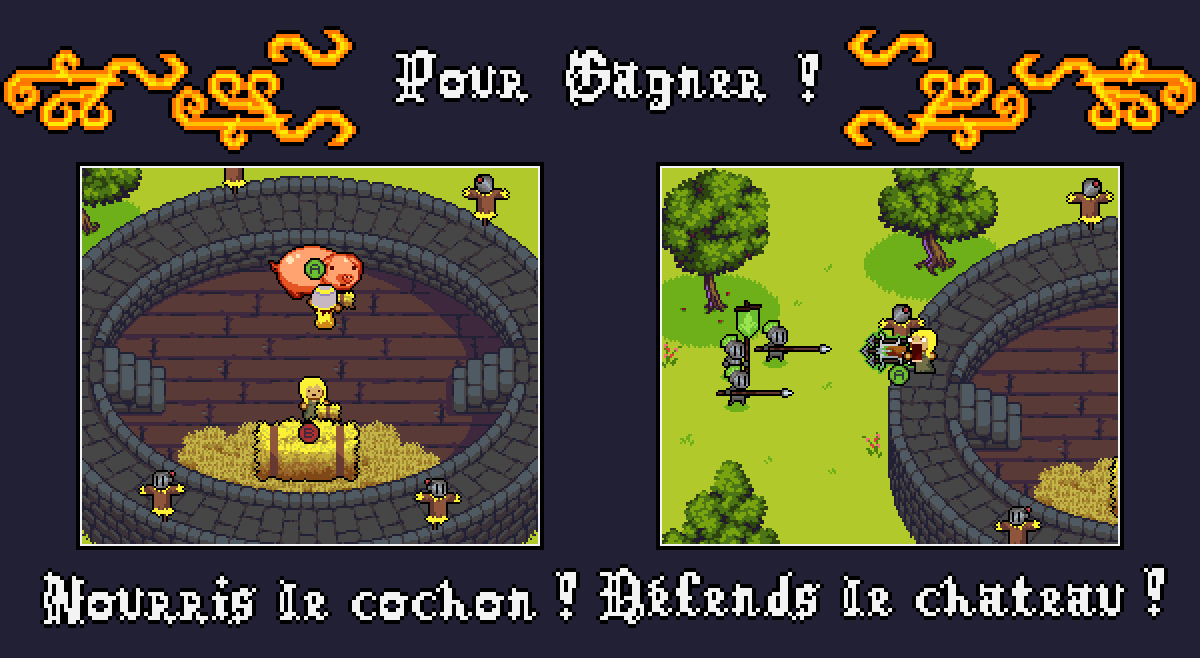 Pour Gagner !
A
B
A
Nourris le cochon !
Défends le chateau !